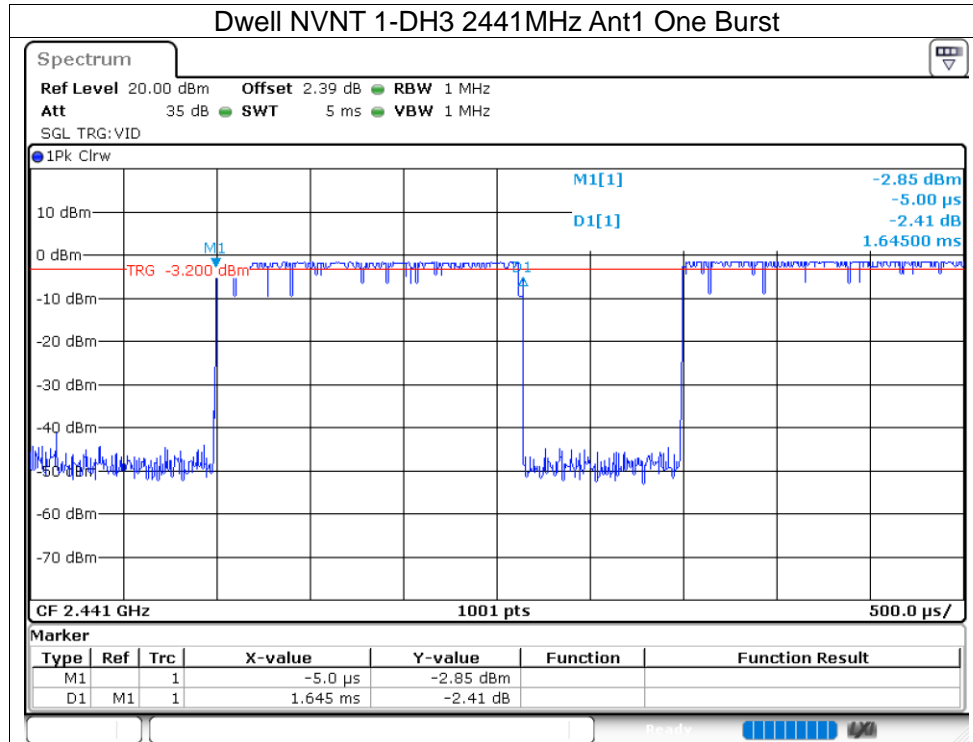 Dwell NVNT 1-DH3 2441MHz Ant1 One Burst
Spectrum
Ref Level 20.00 dBm Offset 2.39 dB RBW 1 MHz
Att 35 dB SWT 5 ms VBW 1 MHz
SGL TRG:VID
1Pk Clrw
M1[1] -2.85 dBm
-5.00 µs
10 dBm
D1[1] -2.41 dB
1.64500 ms
M1
0 dBm
TRG -3.200 dBm
D1
-10 dBm
-20 dBm
-30 dBm
-40 dBm
-50 dBm
-60 dBm
-70 dBm
CF 2.441 GHz 1001 pts 500.0 µs/
Marker
Type Ref Trc X-value Y-value Function Function Result
M1 1 -5.0 µs -2.85 dBm
D1 M1 1 1.645 ms -2.41 dB
Ready LXI